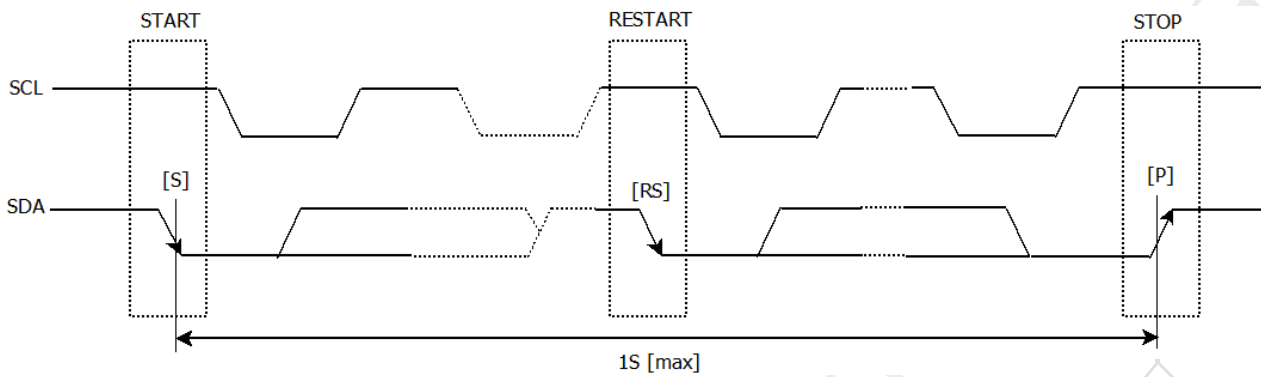 START RESTART STOP
SCL
[S] [RS] [P]
SDA
1S [max]